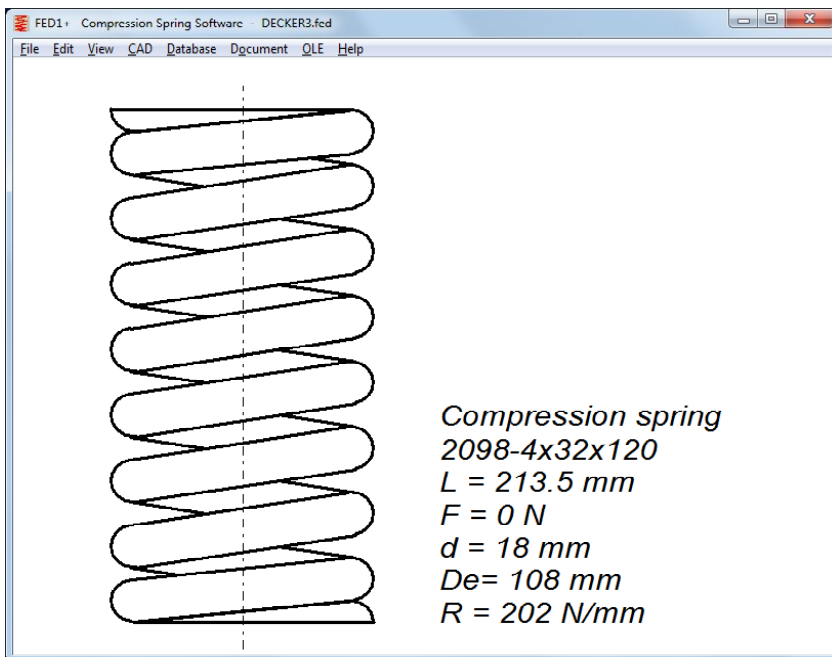 FED1+ Compression Spring Software - DECKER3.fed
File Edit View CAD Database Document OLE Help
Compression spring
2098-4x32x120
L = 213.5 mm
F = 0 N
d = 18 mm
De= 108 mm
R = 202 N/mm